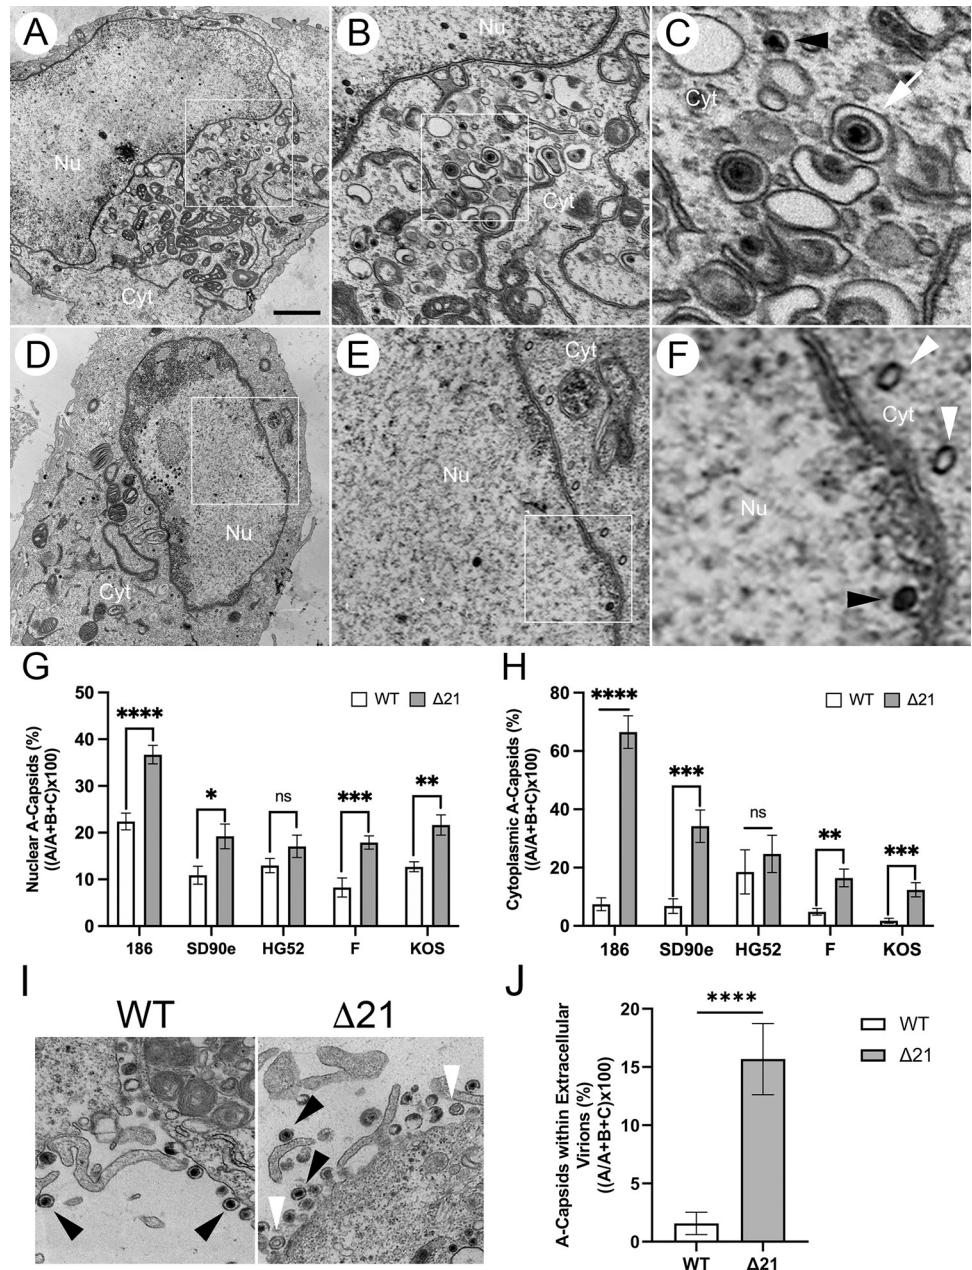 A
B
C
Nu
Nu
Cyt
Cyt
Cyt
D
E
F
Cyt
Cyt
Nu
Nu
Nu
Cyt
G
H
WT
Δ21
WT
Δ21
Nuclear A-Capsids (%)
((A/A+B+C)x100)
50
40
30
20
10
0
****
*
ns
***
**
186
SD90e
HG52
F
KOS
Cytoplasmic A-Capsids (%)
((A/A+B+C)x100)
80
60
40
20
0
****
***
ns
**
***
186
SD90e
HG52
F
KOS
I
WT
Δ21
J
A-Capsids within Extracellular
Virions (%)
((A/A+B+C)x100)
20
15
10
5
0
****
WT
Δ21
WT
Δ21